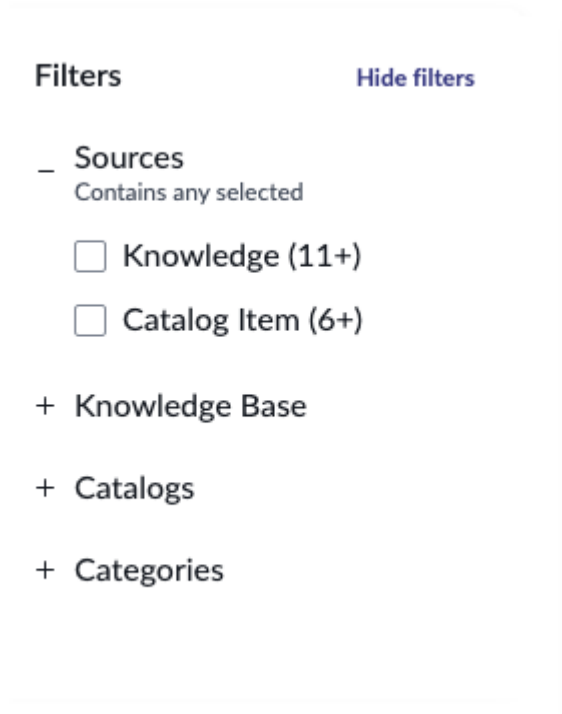 Filters Hide filters
– Sources
Contains any selected
Knowledge (11+)
Catalog Item (6+)
+ Knowledge Base
+ Catalogs
+ Categories